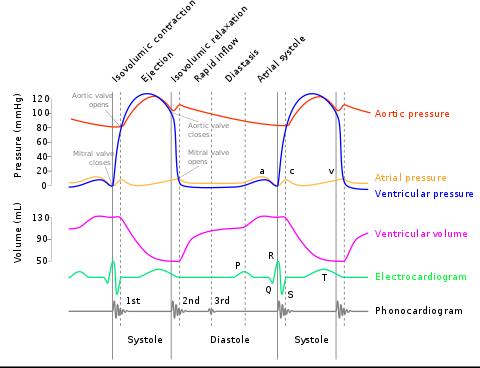 Isovolumic contraction
Ejection
Isovolumic relaxation
Rapid inflow
Diastasis
Atrial systole
Pressure (mmHg)
120
100
80
60
40
20
0
Aortic valve
opens
Aortic valve
closes
Mitral valve
closes
Mitral valve
opens
a
c
v
Aortic pressure
Atrial pressure
Ventricular pressure
Volume (mL)
130
90
50
Ventricular volume
P
R
Q
S
T
Electrocardiogram
1st
2nd
3rd
Phonocardiogram
Systole
Diastole
Systole